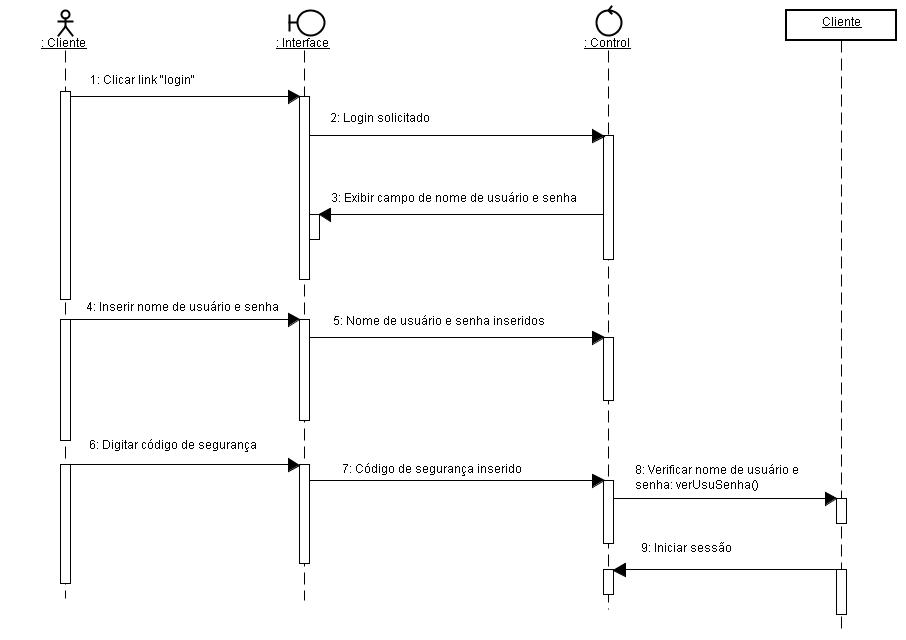 : Cliente
: Interface
: Control
Cliente
1: Clicar link "login"
2: Login solicitado
3: Exibir campo de nome de usuário e senha
4: Inserir nome de usuário e senha
5: Nome de usuário e senha inseridos
6: Digitar código de segurança
7: Código de segurança inserido
8: Verificar nome de usuário e
senha: verUsuSenha()
9: Iniciar sessão